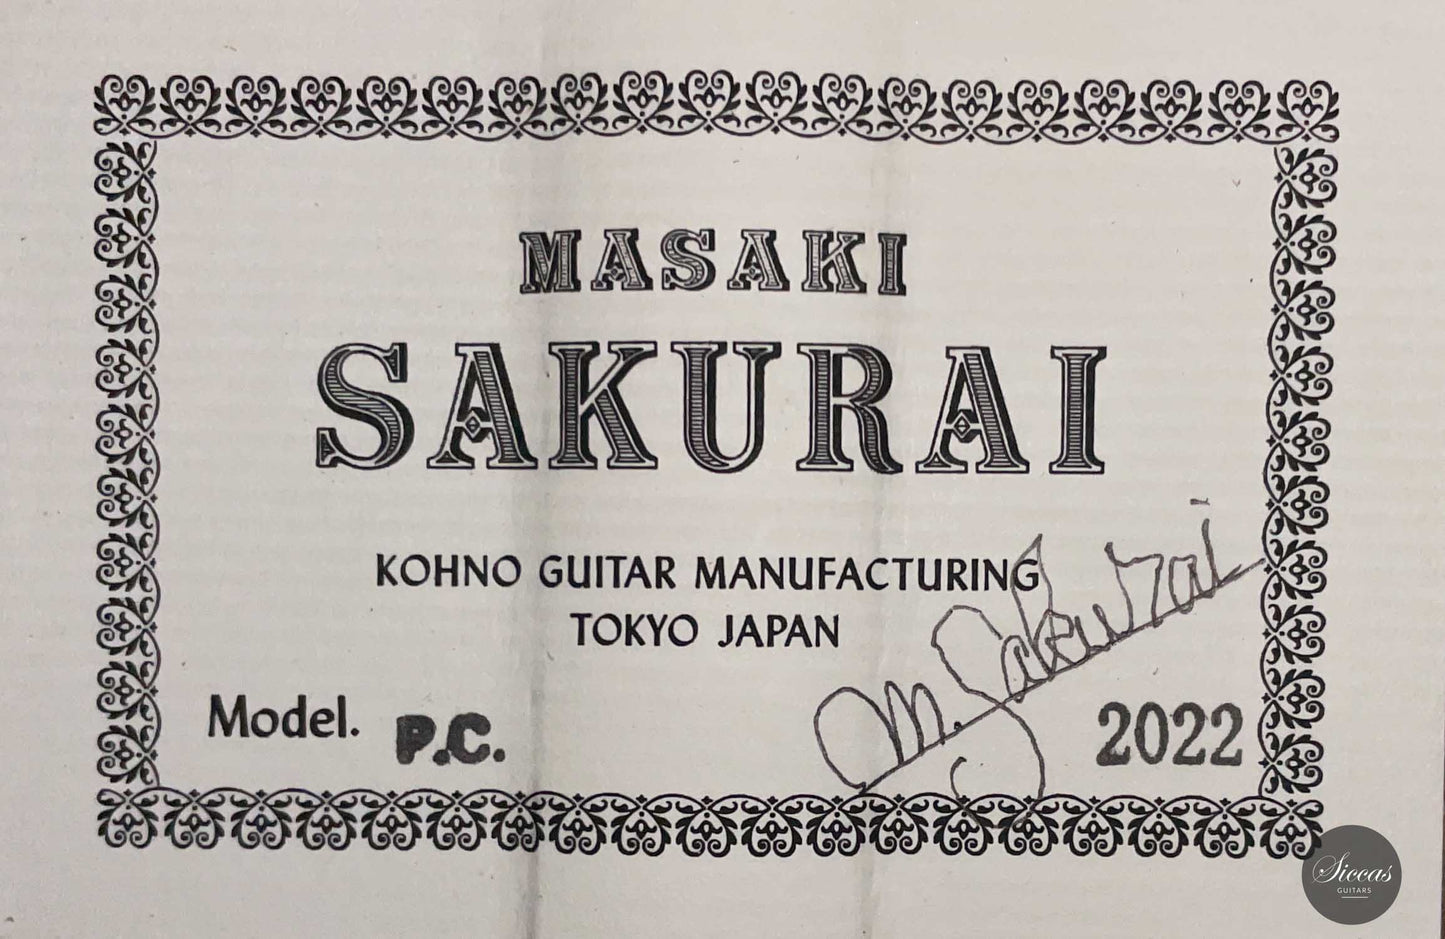 MASAKI
SAKURAI
KOHNO GUITAR MANUFACTURING
TOKYO JAPAN
M. Sakurai
Model. P.C. 2022
Siccas
GUITARS